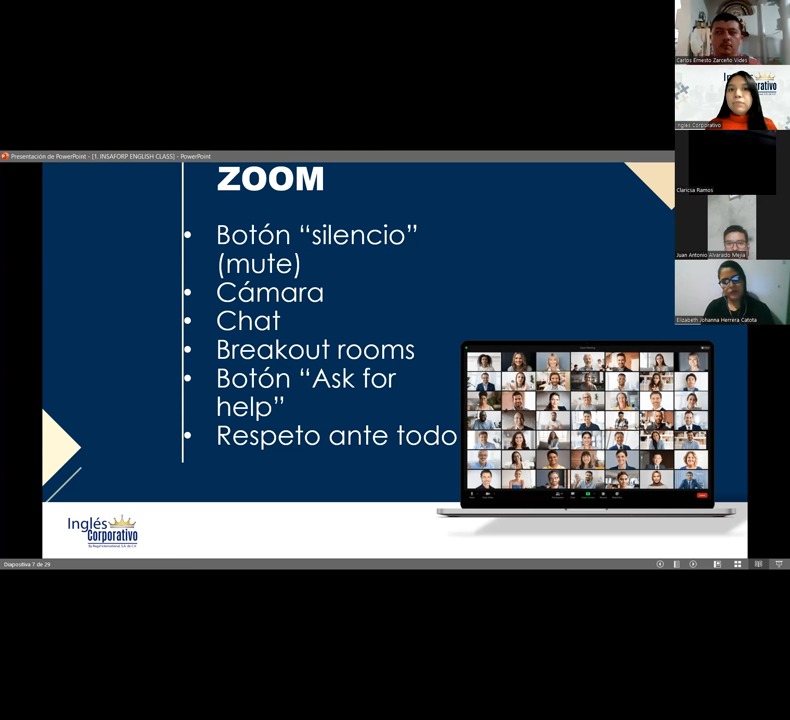 Presentación de PowerPoint - [1. INSAFORP ENGLISH CLASS] - PowerPoint
ZOOM
• Botón “silencio”
(mute)
• Cámara
• Chat
• Breakout rooms
• Botón “Ask for
help”
• Respeto ante todo
Inglés
Corporativo
Diapositiva 7 de 29
Carlos Ernesto Zarceño Vides
Inglés Corporativo
Claricsa Ramos
Juan Antonio Alvarado Mejía
Elizabeth Johanna Herrera Catota